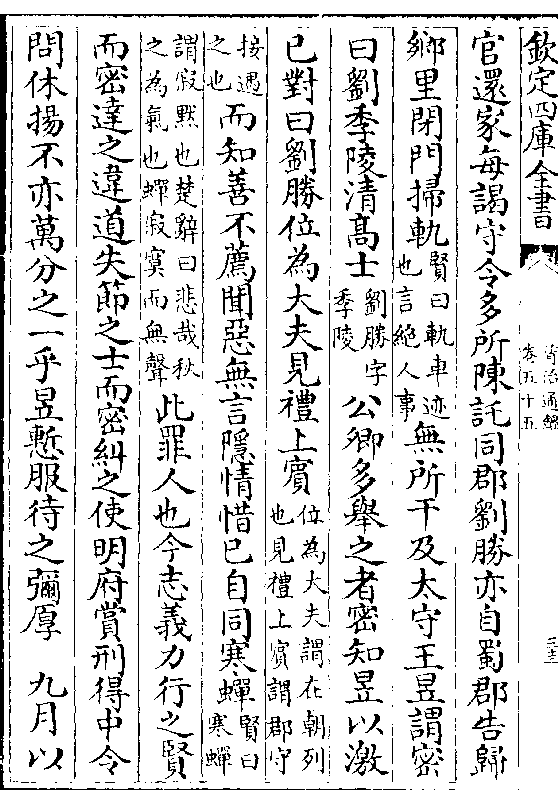 欽定四庫全書
資治通鑑
卷五十五
官還家每謁守令多所陳託同郡劉勝亦自蜀郡告歸
鄉里閉門掃軌賢曰軌車迹也言絶人事無所干及太守王昱謂密
曰劉季陵清髙士劉勝字季陵公卿多舉之者密知昱以激
已對曰劉勝位為大夫見禮上賔位為大夫謂在朝列也見禮上賔謂郡守
接遇之也而知善不薦聞惡無言隱情惜已自同寒蟬賢曰寒蟬
謂寂黙也楚辭曰悲哉秋之為氣也蟬寂寞而無聲此罪人也今志義力行之賢
而密達之違道失節之士而密糾之使明府賞刑得中令
問休揚不亦萬分之一乎昱慙服待之彌厚　九月以